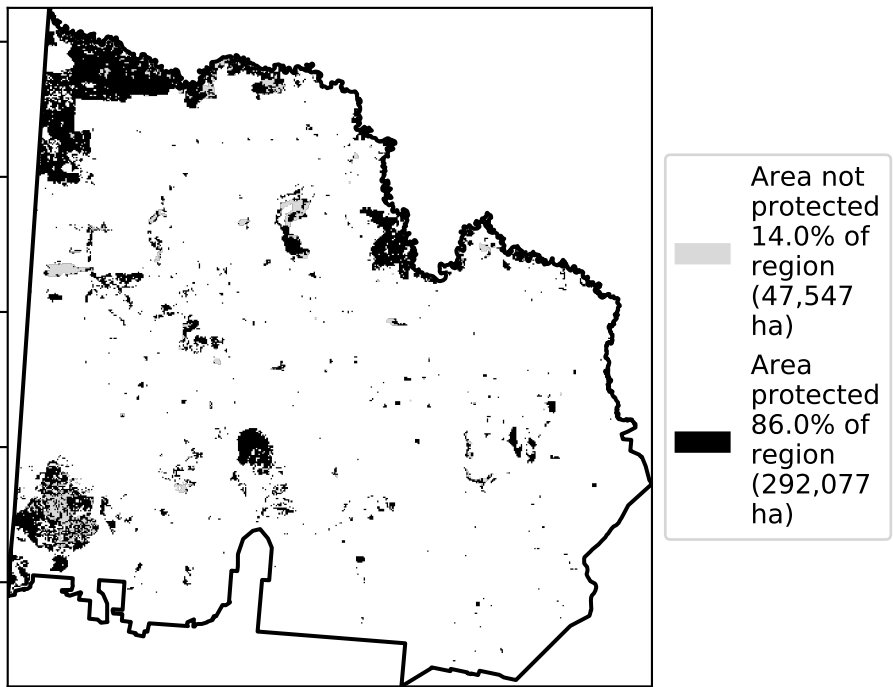 Area not
protected
14.0% of
region
(47,547
ha)
Area
protected
86.0% of
region
(292,077
ha)